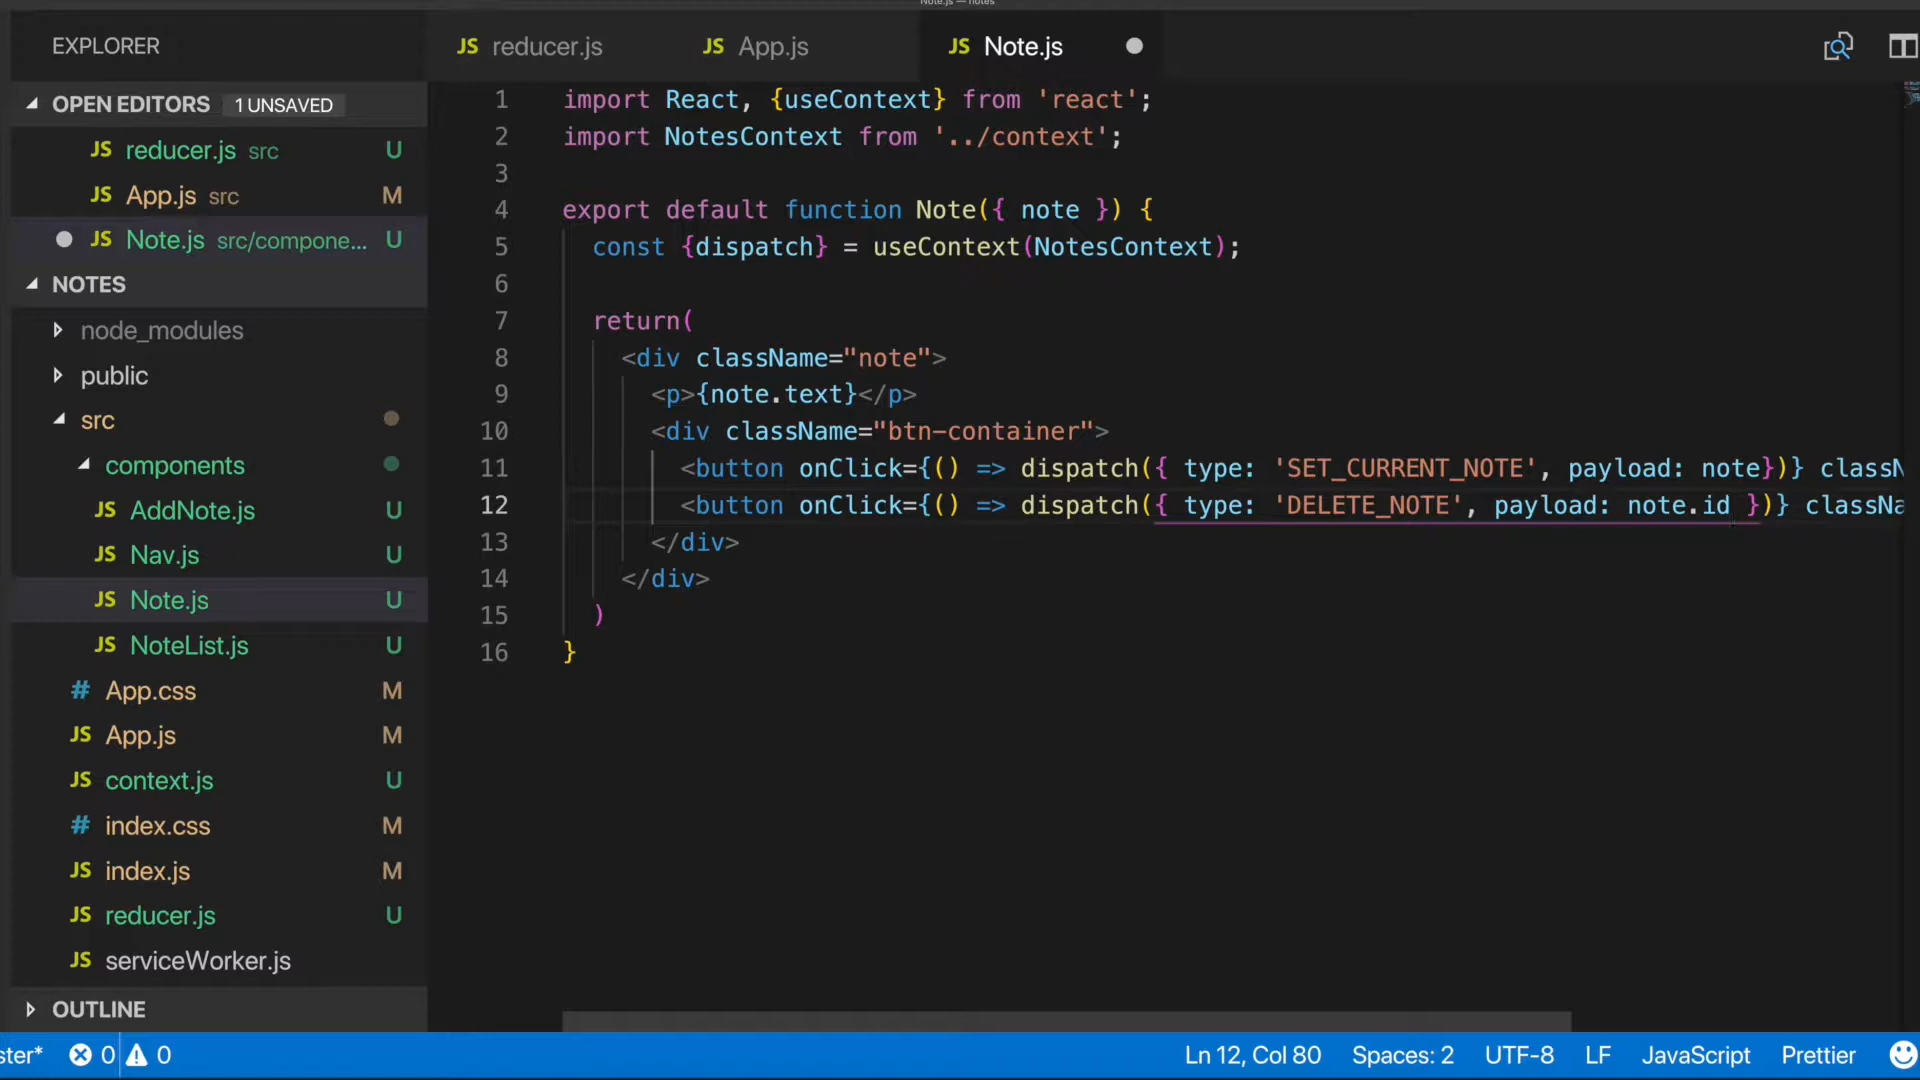 Note.js — notes
EXPLORER
OPEN EDITORS 1 UNSAVED
JS reducer.js src U
JS App.js src M
JS Note.js src/compone... U
NOTES
node_modules
public
src
components
JS AddNote.js U
JS Nav.js U
JS Note.js U
JS NoteList.js U
# App.css M
JS App.js M
JS context.js U
# index.css M
JS index.js M
JS reducer.js U
JS serviceWorker.js
OUTLINE
JS reducer.js JS App.js JS Note.js
1 import React, {useContext} from 'react';
2 import NotesContext from '../context';
3
4 export default function Note({ note }) {
5 const {dispatch} = useContext(NotesContext);
6
7 return(
8 <div className="note">
9 <p>{note.text}</p>
10 <div className="btn-container">
11 <button onClick={() => dispatch({ type: 'SET_CURRENT_NOTE', payload: note})} classN
12 <button onClick={() => dispatch({ type: 'DELETE_NOTE', payload: note.id })} classNa
13 </div>
14 </div>
15 )
16 }
ster* 0 0 Ln 12, Col 80 Spaces: 2 UTF-8 LF JavaScript Prettier